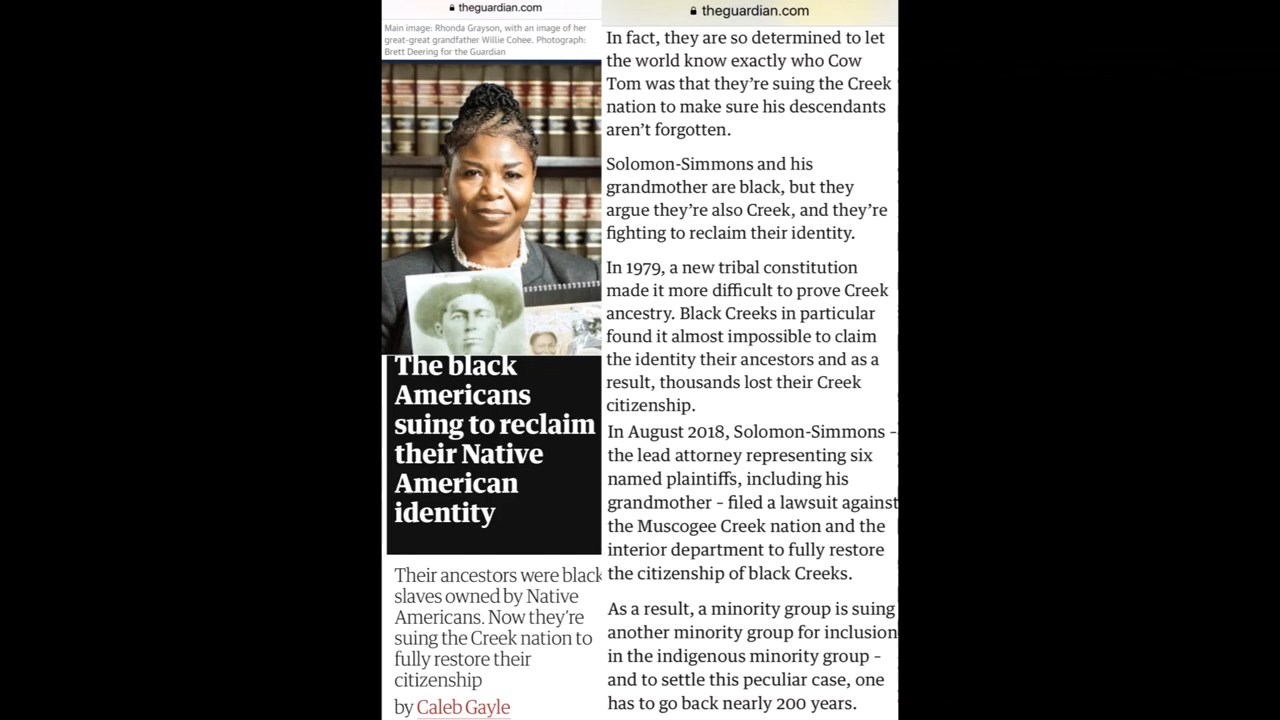 theguardian.com
Main image: Rhonda Grayson, with an image of her
great-great grandfather Willie Cohee. Photograph:
Brett Deering for the Guardian
The black
Americans
suing to reclaim
their Native
American
identity
Their ancestors were black
slaves owned by Native
Americans. Now they're
suing the Creek nation to
fully restore their
citizenship
by Caleb Gayle
theguardian.com
In fact, they are so determined to let
the world know exactly who Cow
Tom was that they're suing the Creek
nation to make sure his descendants
aren't forgotten.
Solomon-Simmons and his
grandmother are black, but they
argue they're also Creek, and they're
fighting to reclaim their identity.
In 1979, a new tribal constitution
made it more difficult to prove Creek
ancestry. Black Creeks in particular
found it almost impossible to claim
the identity their ancestors and as a
result, thousands lost their Creek
citizenship.
In August 2018, Solomon-Simmons –
the lead attorney representing six
named plaintiffs, including his
grandmother – filed a lawsuit against
the Muscogee Creek nation and the
interior department to fully restore
the citizenship of black Creeks.
As a result, a minority group is suing
another minority group for inclusion
in the indigenous minority group –
and to settle this peculiar case, one
has to go back nearly 200 years.